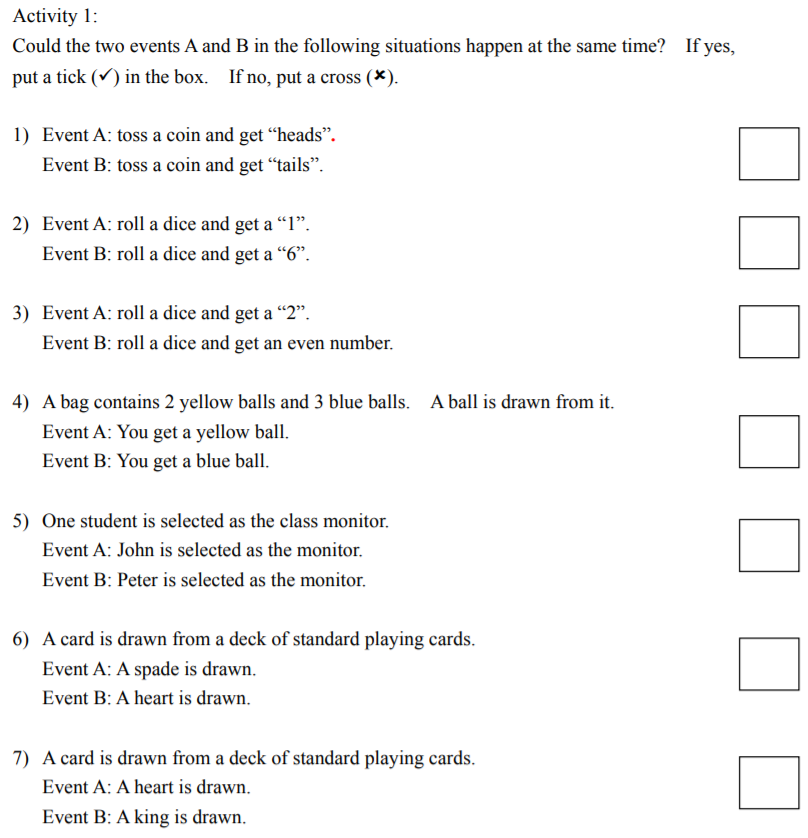 Activity 1:
Could the two events A and B in the following situations happen at the same time? If yes,
put a tick (✓) in the box. If no, put a cross (✗).
1) Event A: toss a coin and get “heads”.
Event B: toss a coin and get “tails”.
2) Event A: roll a dice and get a “1”.
Event B: roll a dice and get a “6”.
3) Event A: roll a dice and get a “2”.
Event B: roll a dice and get an even number.
4) A bag contains 2 yellow balls and 3 blue balls. A ball is drawn from it.
Event A: You get a yellow ball.
Event B: You get a blue ball.
5) One student is selected as the class monitor.
Event A: John is selected as the monitor.
Event B: Peter is selected as the monitor.
6) A card is drawn from a deck of standard playing cards.
Event A: A spade is drawn.
Event B: A heart is drawn.
7) A card is drawn from a deck of standard playing cards.
Event A: A heart is drawn.
Event B: A king is drawn.